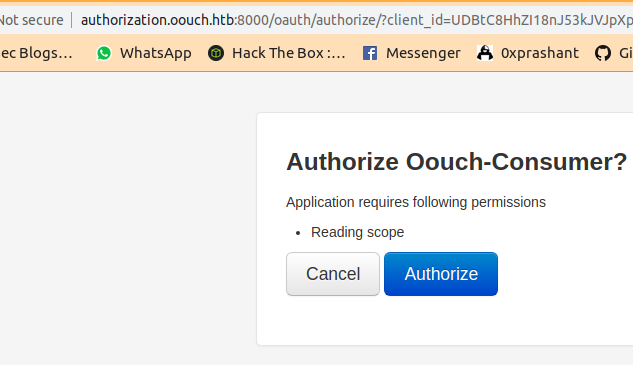 Not secure | authorization.oouch.htb:8000/oauth/authorize/?client_id=UDBtC8HhZI18nJ53kJVJpXp
ec Blogs… WhatsApp Hack The Box :… Messenger 0xprashant Gi
Authorize Oouch-Consumer?
Application requires following permissions
• Reading scope
Cancel Authorize